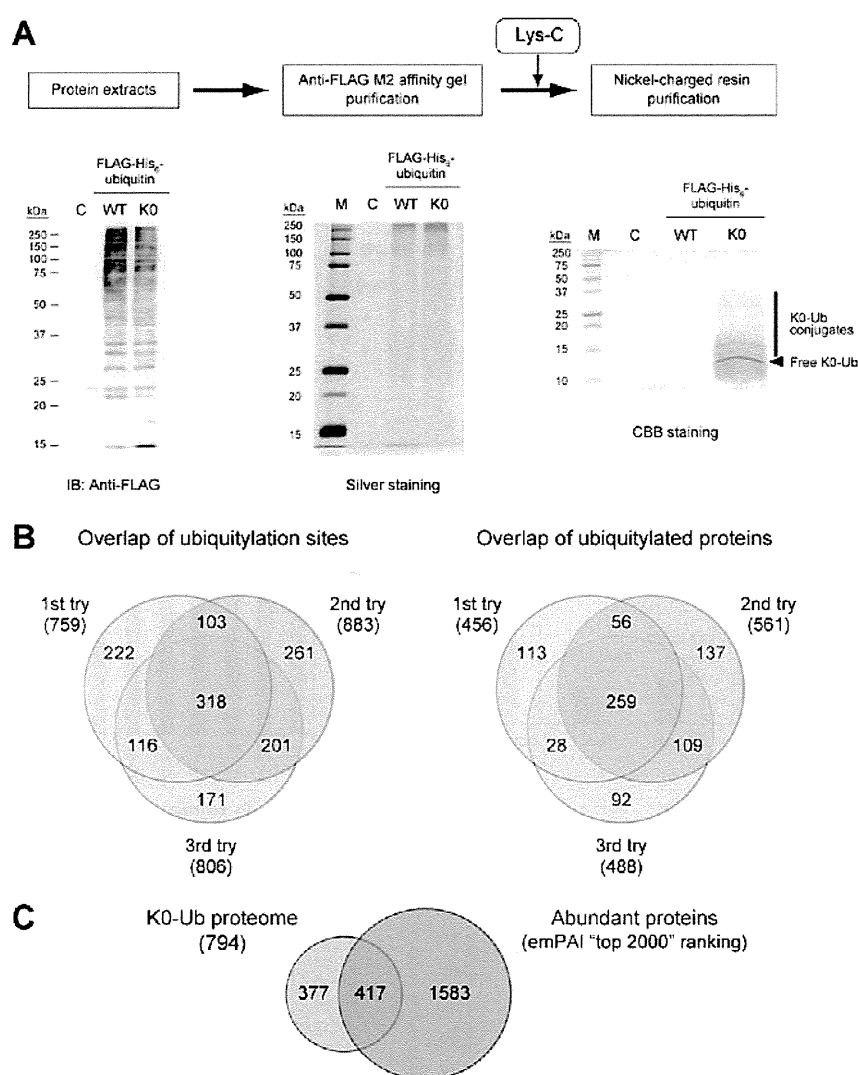 A
Lys-C
Protein extracts
Anti-FLAG M2 affinity gel
purification
Nickel-charged resin
purification
FLAG-His6-
ubiquitin
kDa C WT K0
250
150
100
75
50
37
25
20
15
IB: Anti-FLAG
FLAG-His6-
ubiquitin
kDa M C WT K0
250
150
100
75
50
37
25
20
15
Silver staining
FLAG-His6-
ubiquitin
kDa M C WT K0
250
75
50
37
25
20
15
10
K0-Ub
conjugates
Free K0-Ub
CBB staining
B
Overlap of ubiquitylation sites
1st try
(759)
2nd try
(883)
103
222
261
318
116
201
171
3rd try
(806)
Overlap of ubiquitylated proteins
1st try
(456)
2nd try
(561)
56
113
137
259
28
109
92
3rd try
(488)
C
K0-Ub proteome
(794)
Abundant proteins
(emPAI "top 2000" ranking)
377 417 1583